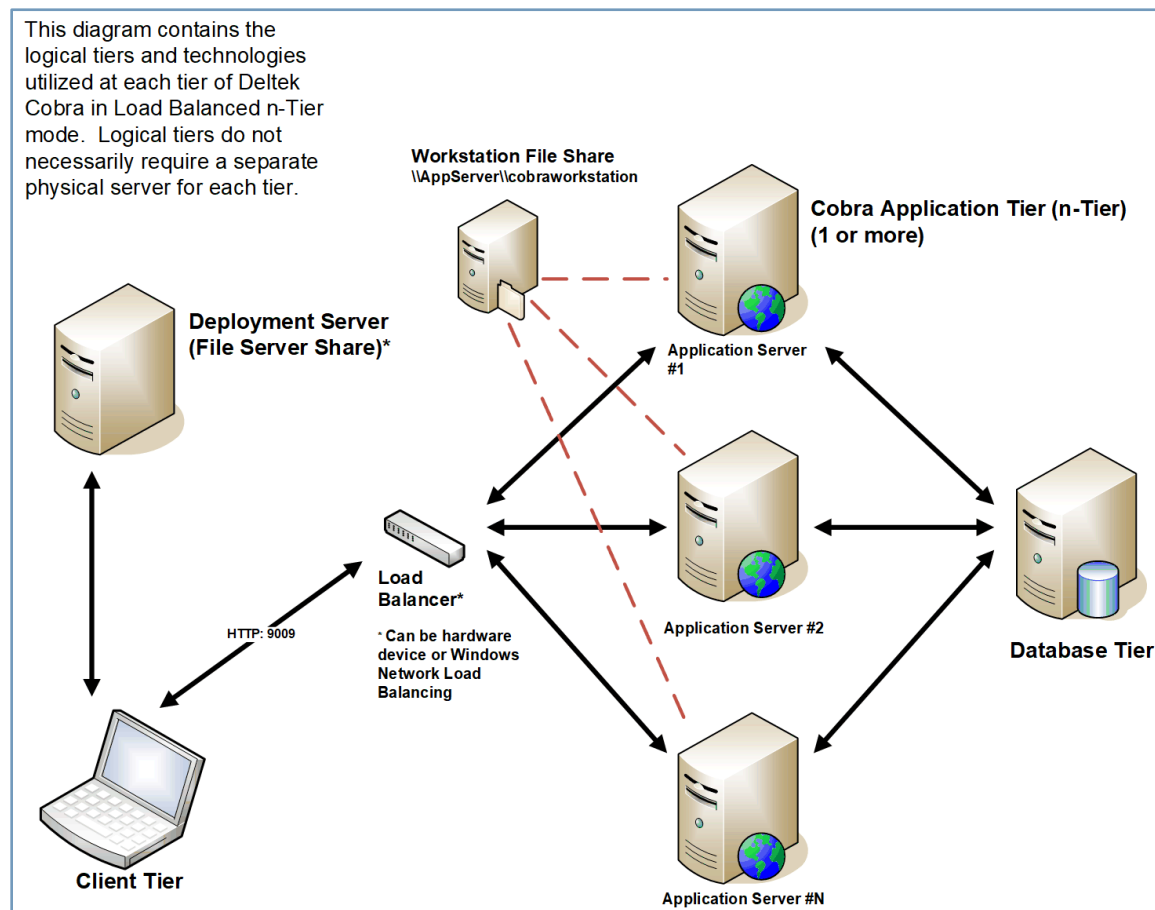 This diagram contains the
logical tiers and technologies
utilized at each tier of Deltek
Cobra in Load Balanced n-Tier
mode.  Logical tiers do not
necessarily require a separate
physical server for each tier.
Workstation File Share
\\AppServer\\cobraworkstation
Cobra Application Tier (n-Tier)
(1 or more)
Deployment Server
(File Server Share)*
Application Server
#1
Load
Balancer*
* Can be hardware
device or Windows
Network Load
Balancing
HTTP: 9009
Application Server #2
Database Tier
Client Tier
Application Server #N